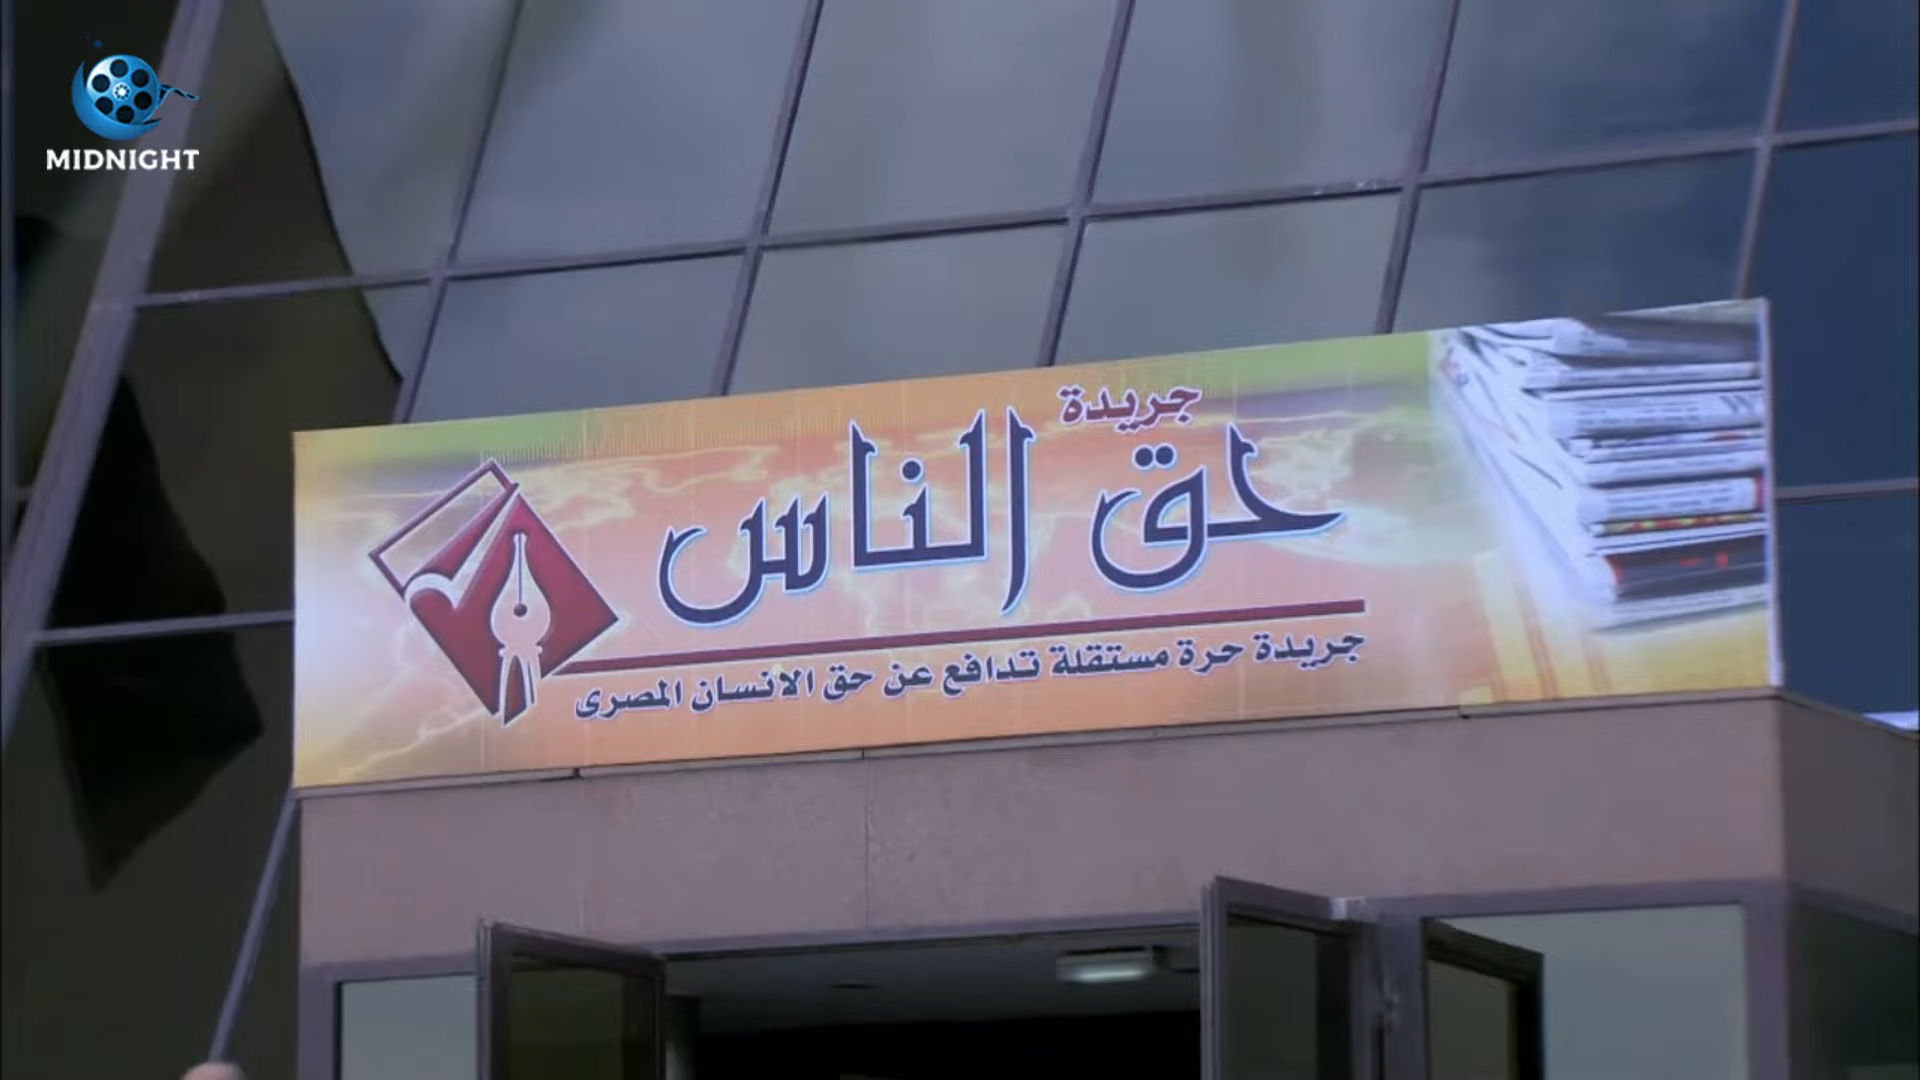 MIDNIGHT
جريدة
حق الناس
جريدة حرة مستقلة تدافع عن حق الانسان المصرى